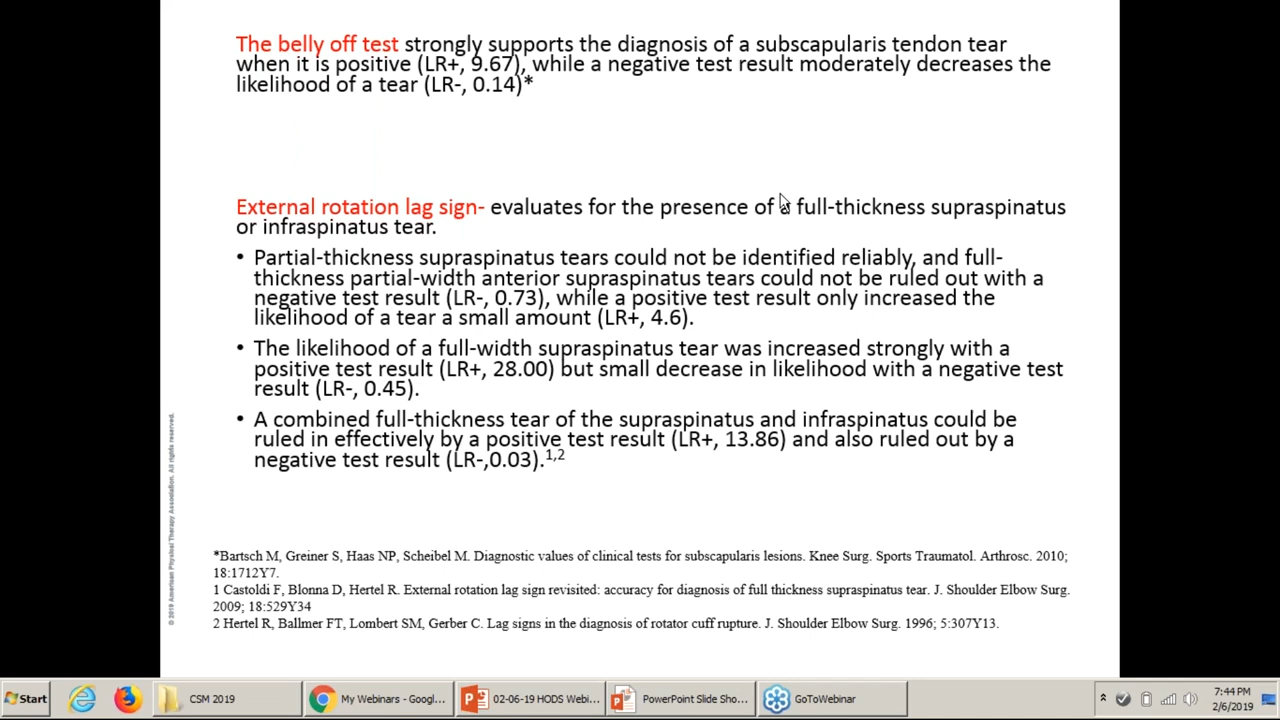 The belly off test strongly supports the diagnosis of a subscapularis tendon tear
when it is positive (LR+, 9.67), while a negative test result moderately decreases the
likelihood of a tear (LR-, 0.14)*
External rotation lag sign- evaluates for the presence of a full-thickness supraspinatus
or infraspinatus tear.
• Partial-thickness supraspinatus tears could not be identified reliably, and full-
thickness partial-width anterior supraspinatus tears could not be ruled out with a
negative test result (LR-, 0.73), while a positive test result only increased the
likelihood of a tear a small amount (LR+, 4.6).
• The likelihood of a full-width supraspinatus tear was increased strongly with a
positive test result (LR+, 28.00) but small decrease in likelihood with a negative test
result (LR-, 0.45).
• A combined full-thickness tear of the supraspinatus and infraspinatus could be
ruled in effectively by a positive test result (LR+, 13.86) and also ruled out by a
negative test result (LR-,0.03).1,2
© 2019 American Physical Therapy Association. All rights reserved.
*Bartsch M, Greiner S, Haas NP, Scheibel M. Diagnostic values of clinical tests for subscapularis lesions. Knee Surg. Sports Traumatol. Arthrosc. 2010;
18:1712Y7.
1 Castoldi F, Blonna D, Hertel R. External rotation lag sign revisited: accuracy for diagnosis of full thickness supraspinatus tear. J. Shoulder Elbow Surg.
2009; 18:529Y34
2 Hertel R, Ballmer FT, Lombert SM, Gerber C. Lag signs in the diagnosis of rotator cuff rupture. J. Shoulder Elbow Surg. 1996; 5:307Y13.
Start
CSM 2019
My Webinars - Googl...
02-06-19 HODS Webi...
PowerPoint Slide Sho...
GoToWebinar
7:44 PM
2/6/2019